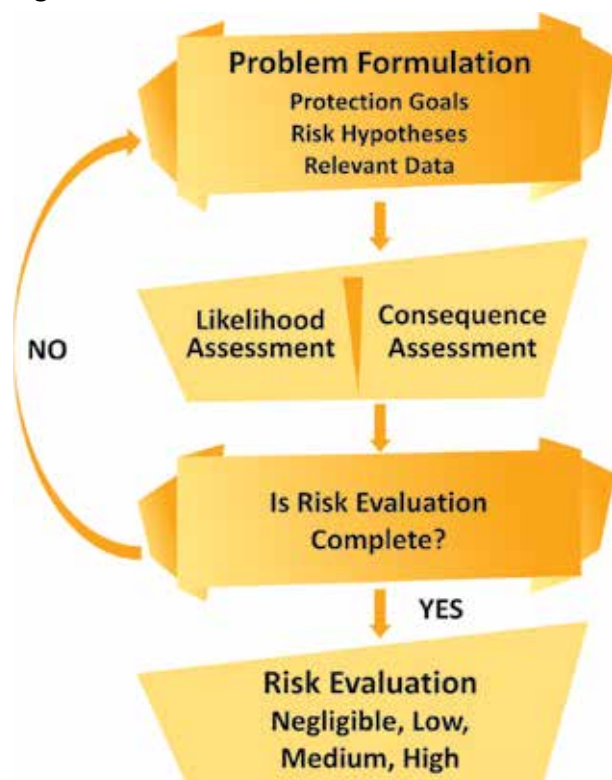 Problem Formulation
Protection Goals
Risk Hypotheses
Relevant Data
Likelihood
Assessment
Consequence
Assessment
NO
Is Risk Evaluation
Complete?
YES
Risk Evaluation
Negligible, Low,
Medium, High